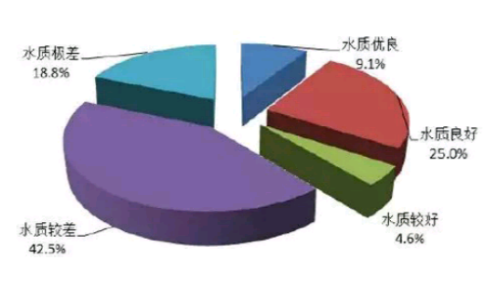 水质优良
9.1%
水质良好
25.0%
水质较好
4.6%
水质较差
42.5%
水质极差
18.8%